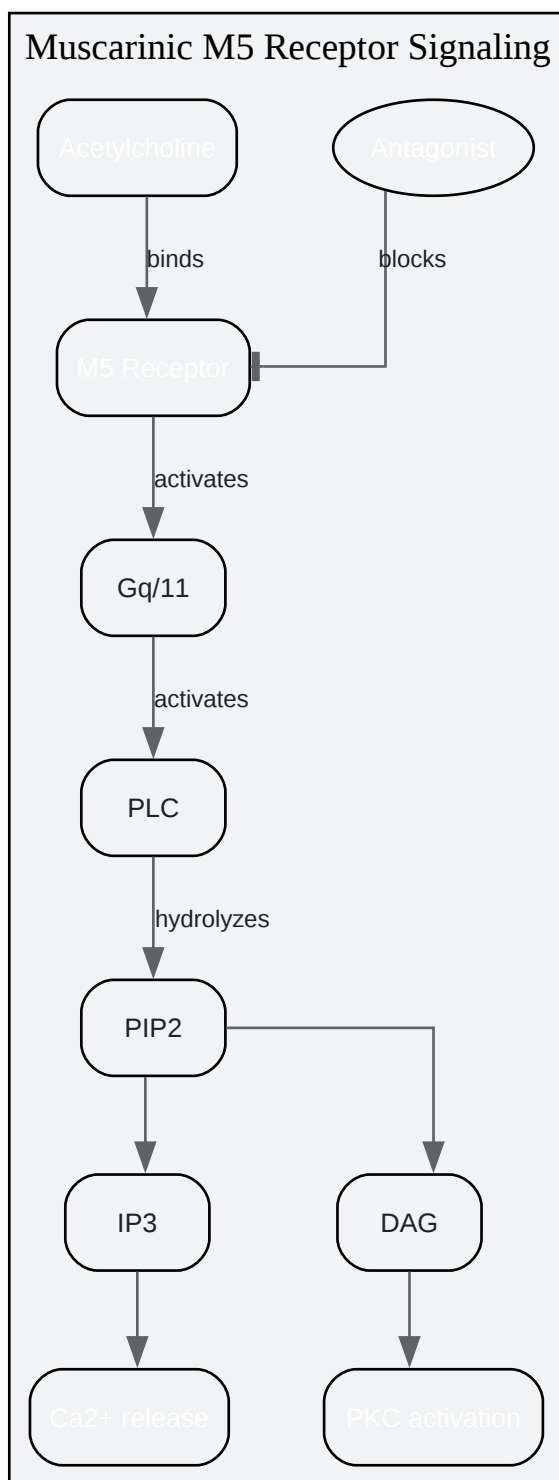 Muscarinic M5 Receptor Signaling
Acetylcholine
Antagonist
binds
blocks
M5 Receptor
activates
Gq/11
activates
PLC
hydrolyzes
PIP2
IP3
DAG
Ca2+ release
PKC activation